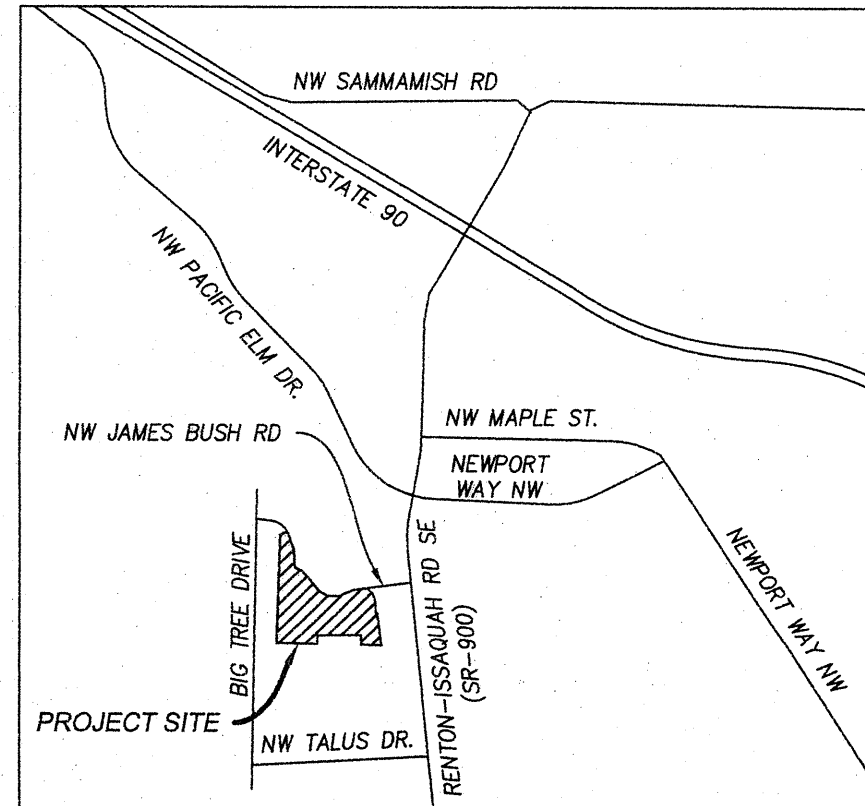 NW SAMMAMISH RD
INTERSTATE 90
NW PACIFIC ELM DR.
NW JAMES BUSH RD
NW MAPLE ST.
NEWPORT
WAY NW
NEWPORT WAY NW
BIG TREE DRIVE
RENTON-ISSAQUAH RD SE
(SR-900)
PROJECT SITE
NW TALUS DR.